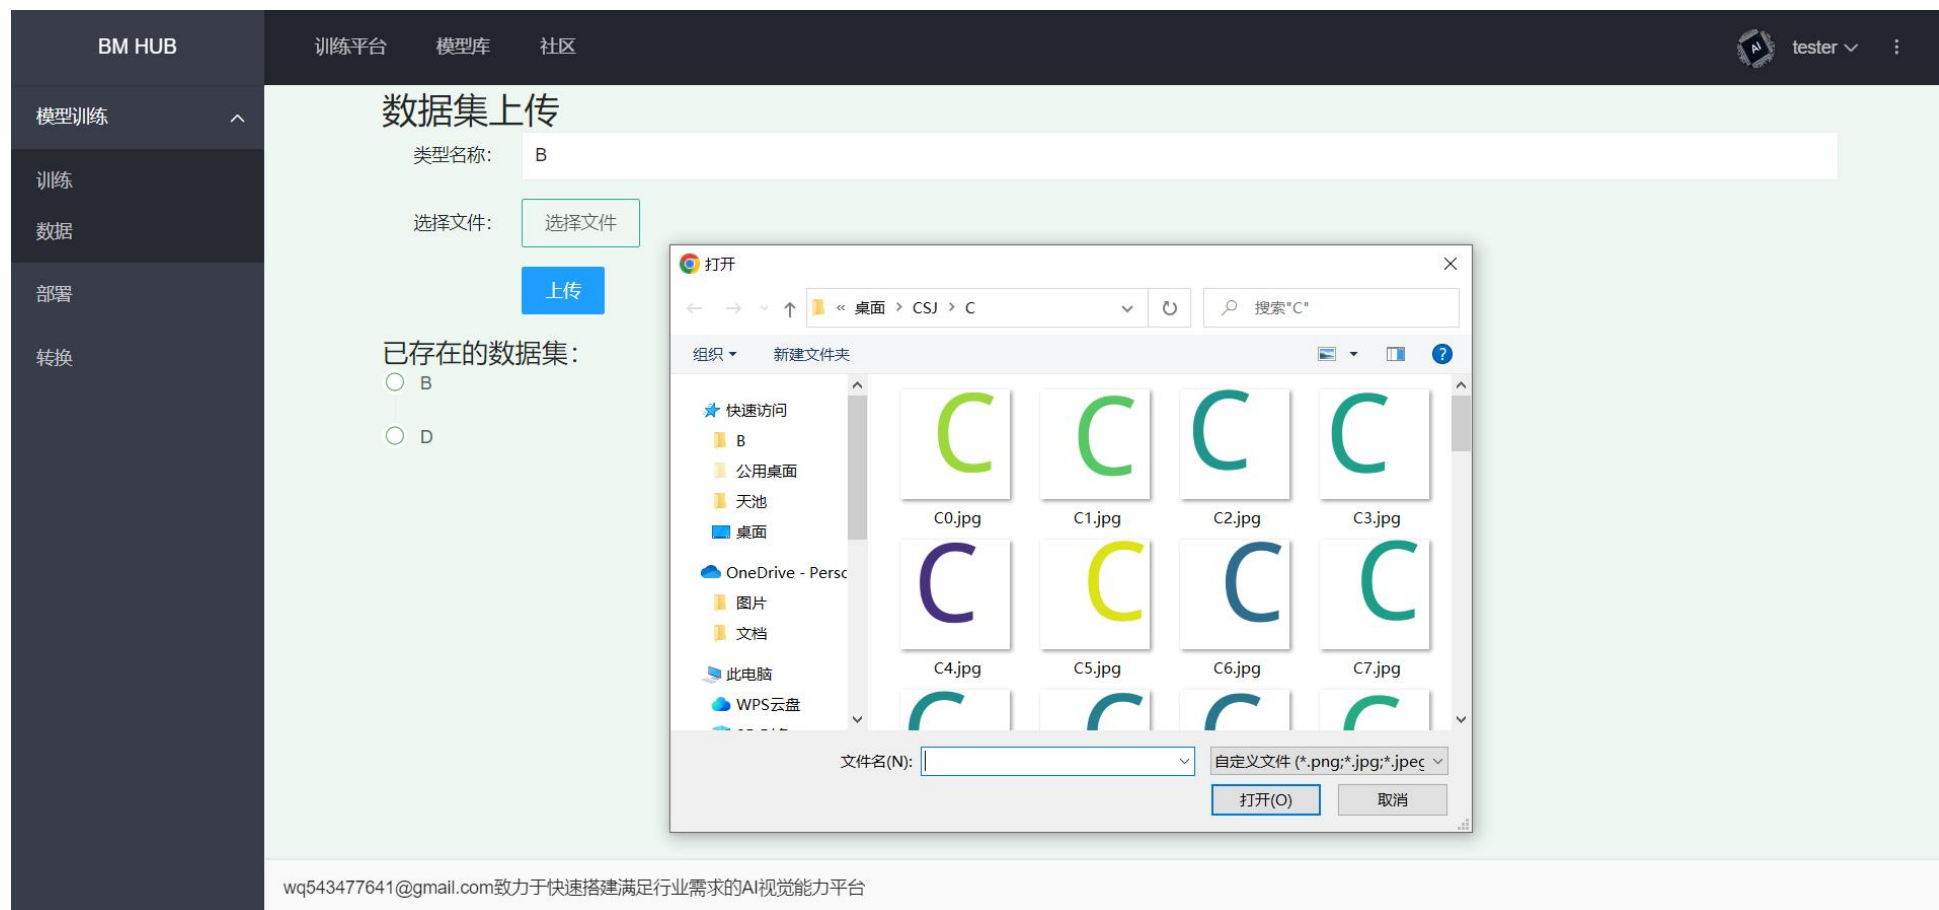 BM HUB
训练平台 模型库 社区
tester
模型训练
训练
数据
部署
转换
数据集上传
类型名称: B
选择文件: 选择文件
上传
已存在的数据集:
B
D
打开
« 桌面 > CSJ > C
搜索"C"
组织 新建文件夹
快速访问
B
公用桌面
天池
桌面
OneDrive - Perso
图片
文档
此电脑
WPS云盘
C C C C
C0.jpg C1.jpg C2.jpg C3.jpg
C C C C
C4.jpg C5.jpg C6.jpg C7.jpg
文件名(N): 自定义文件 (*.png;*.jpg;*.jpeg
打开(O) 取消
wq543477641@gmail.com致力于快速搭建满足行业需求的AI视觉能力平台